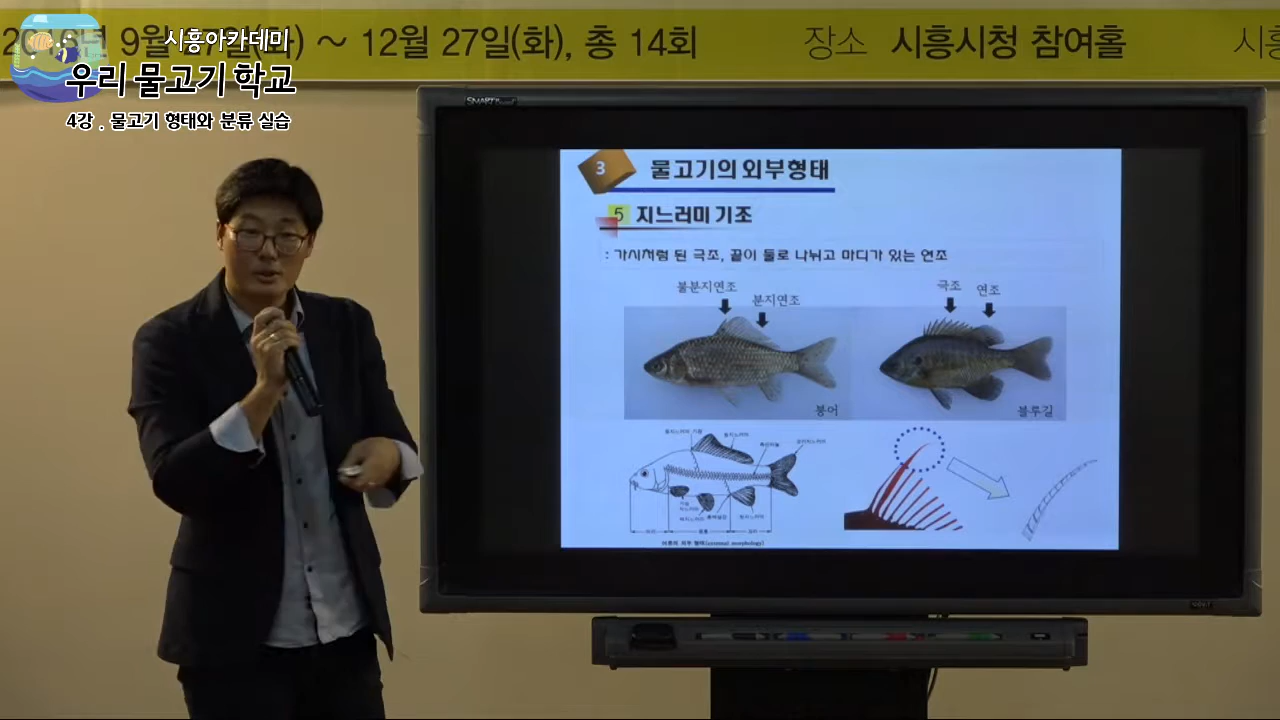 9월
~ 12월 27일(화), 총 14회
장소 시흥시청 참여홀
시흥아카데미
우리 물고기 학교
4강 . 물고기 형태와 분류 실습
SMART
3 물고기의 외부형태
5 지느러미 기조
: 가시처럼 된 극조, 끝이 둘로 나뉘고 마디가 있는 연조
불분지연조
분지연조
극조
연조
붕어
블루길